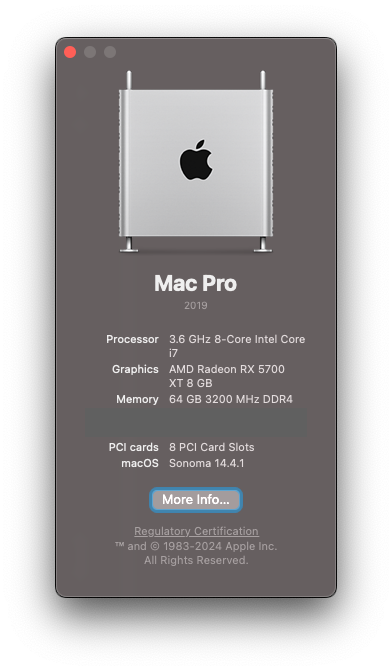 Mac Pro
2019
Processor 3.6 GHz 8-Core Intel Core
i7
Graphics AMD Radeon RX 5700
XT 8 GB
Memory 64 GB 3200 MHz DDR4
PCI cards 8 PCI Card Slots
macOS Sonoma 14.4.1
More Info...
Regulatory Certification
™ and © 1983-2024 Apple Inc.
All Rights Reserved.